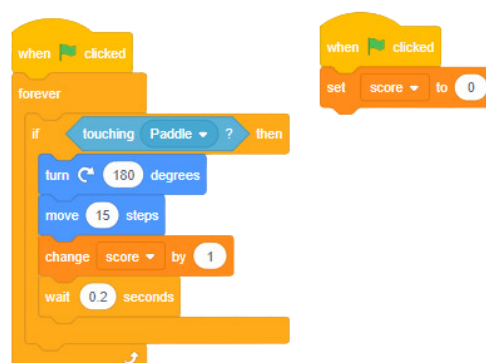 when clicked
forever
if touching Paddle ? then
turn 180 degrees
move 15 steps
change score by 1
wait 0.2 seconds
when clicked
set score to 0